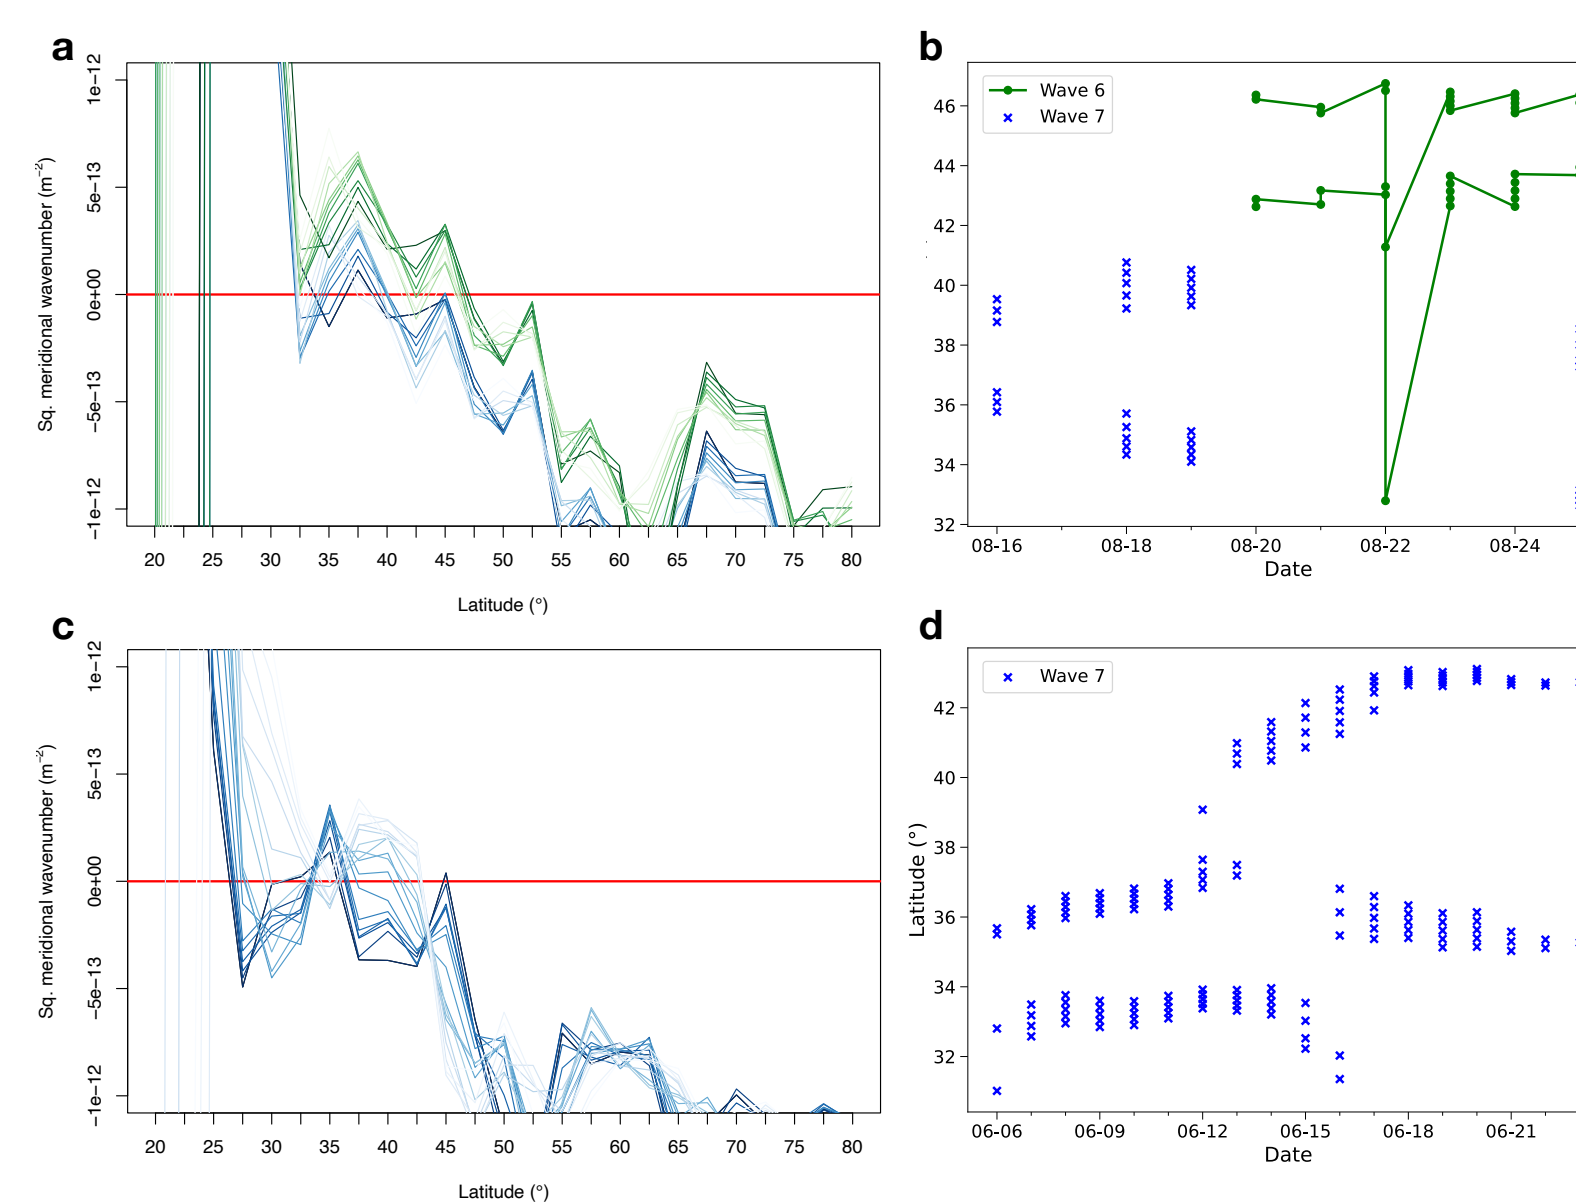 a
1e−12
5e−13
0e+00
−5e−13
−1e−12
Sq. meridional wavenumber (m⁻²)
20 25 30 35 40 45 50 55 60 65 70 75 80
Latitude (°)
b
Wave 6
Wave 7
46
44
42
40
38
36
34
32
08-16 08-18 08-20 08-22 08-24
Date
c
1e−12
5e−13
0e+00
−5e−13
−1e−12
Sq. meridional wavenumber (m⁻²)
20 25 30 35 40 45 50 55 60 65 70 75 80
Latitude (°)
d
Wave 7
42
40
38
36
34
32
Latitude (°)
06-06 06-09 06-12 06-15 06-18 06-21
Date